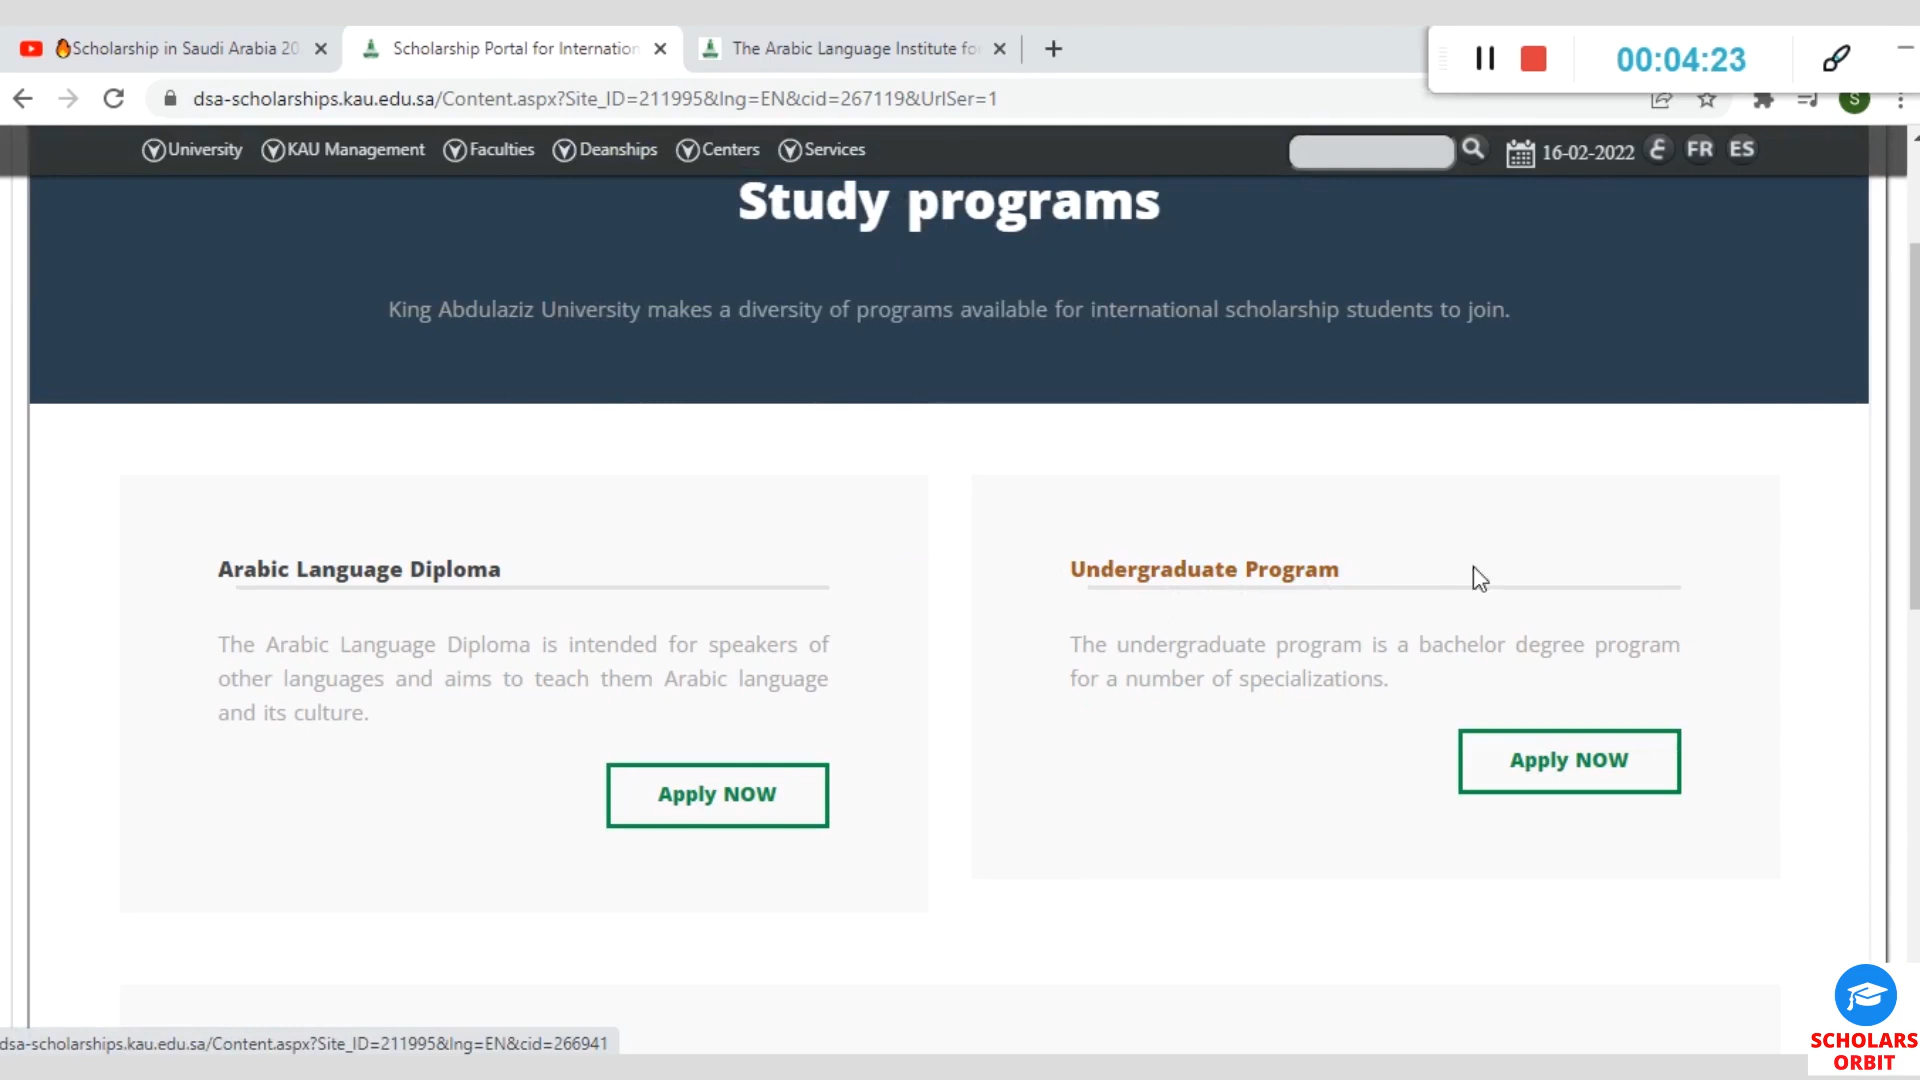 🔥Scholarship in Saudi Arabia 20
Scholarship Portal for Internation
The Arabic Language Institute fo
00:04:23
dsa-scholarships.kau.edu.sa/Content.aspx?Site_ID=211995&lng=EN&cid=267119&UrlSer=1
S
University
KAU Management
Faculties
Deanships
Centers
Services
16-02-2022
ع
FR
ES
Study programs
King Abdulaziz University makes a diversity of programs available for international scholarship students to join.
Arabic Language Diploma
The Arabic Language Diploma is intended for speakers of
other languages and aims to teach them Arabic language
and its culture.
Apply NOW
Undergraduate Program
The undergraduate program is a bachelor degree program
for a number of specializations.
Apply NOW
dsa-scholarships.kau.edu.sa/Content.aspx?Site_ID=211995&lng=EN&cid=266941
SCHOLARS
ORBIT